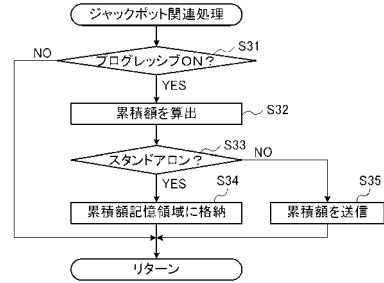 ジャックポット関連処理
S31
NO
プログレッシブON?
YES
S32
累積額を算出
S33
スタンドアロン?
NO
YES
S34
S35
累積額記憶領域に格納
累積額を送信
リターン